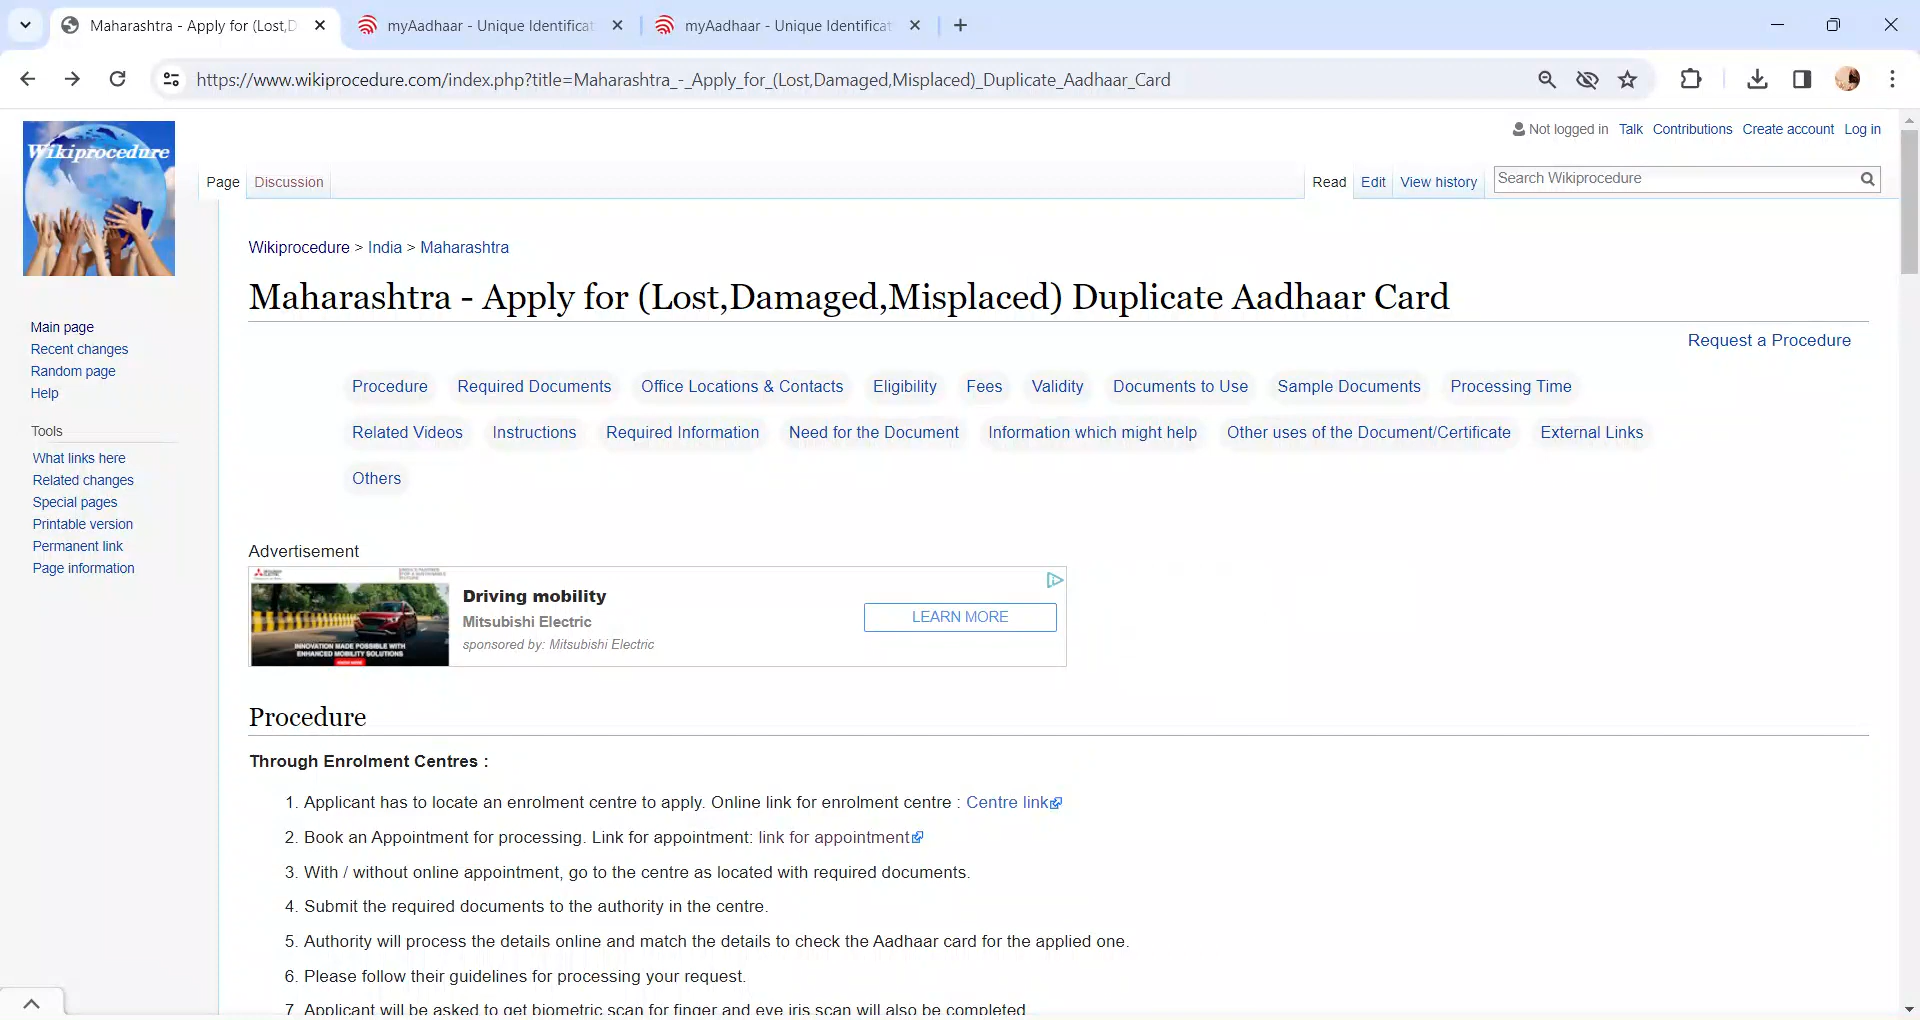 Maharashtra - Apply for (Lost,D
myAadhaar - Unique Identificat
myAadhaar - Unique Identificat
https://www.wikiprocedure.com/index.php?title=Maharashtra_-_Apply_for_(Lost,Damaged,Misplaced)_Duplicate_Aadhaar_Card
Wikiprocedure
Not logged in Talk Contributions Create account Log in
Page Discussion Read Edit View history Search Wikiprocedure
Wikiprocedure > India > Maharashtra
Maharashtra - Apply for (Lost,Damaged,Misplaced) Duplicate Aadhaar Card
Request a Procedure
Main page
Recent changes
Random page
Help
Tools
What links here
Related changes
Special pages
Printable version
Permanent link
Page information
Procedure Required Documents Office Locations & Contacts Eligibility Fees Validity Documents to Use Sample Documents Processing Time
Related Videos Instructions Required Information Need for the Document Information which might help Other uses of the Document/Certificate External Links
Others
Advertisement
INNOVATION MADE POSSIBLE WITH
ENHANCED MOBILITY SOLUTIONS
Driving mobility
Mitsubishi Electric
sponsored by: Mitsubishi Electric
LEARN MORE
Procedure
Through Enrolment Centres :
1. Applicant has to locate an enrolment centre to apply. Online link for enrolment centre : Centre link
2. Book an Appointment for processing. Link for appointment: link for appointment
3. With / without online appointment, go to the centre as located with required documents.
4. Submit the required documents to the authority in the centre.
5. Authority will process the details online and match the details to check the Aadhaar card for the applied one.
6. Please follow their guidelines for processing your request.
7. Applicant will be asked to get biometric scan for finger and eye iris scan will also be completed